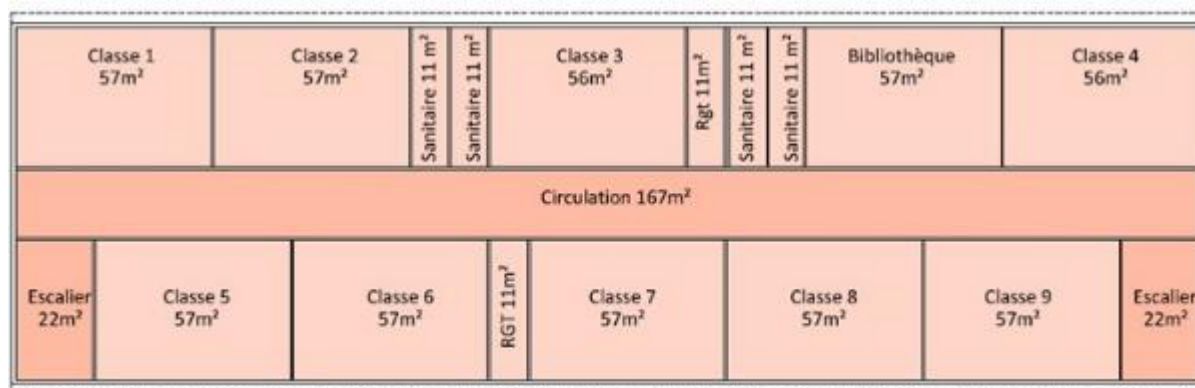 Classe 1
57m²
Classe 2
57m²
Sanitaire 11 m²
Sanitaire 11 m²
Classe 3
56m²
Rgt 11m²
Sanitaire 11 m²
Sanitaire 11 m²
Bibliothèque
57m²
Classe 4
56m²
Circulation 167m²
Escalier
22m²
Classe 5
57m²
Classe 6
57m²
RGT 11m²
Classe 7
57m²
Classe 8
57m²
Classe 9
57m²
Escalier
22m²